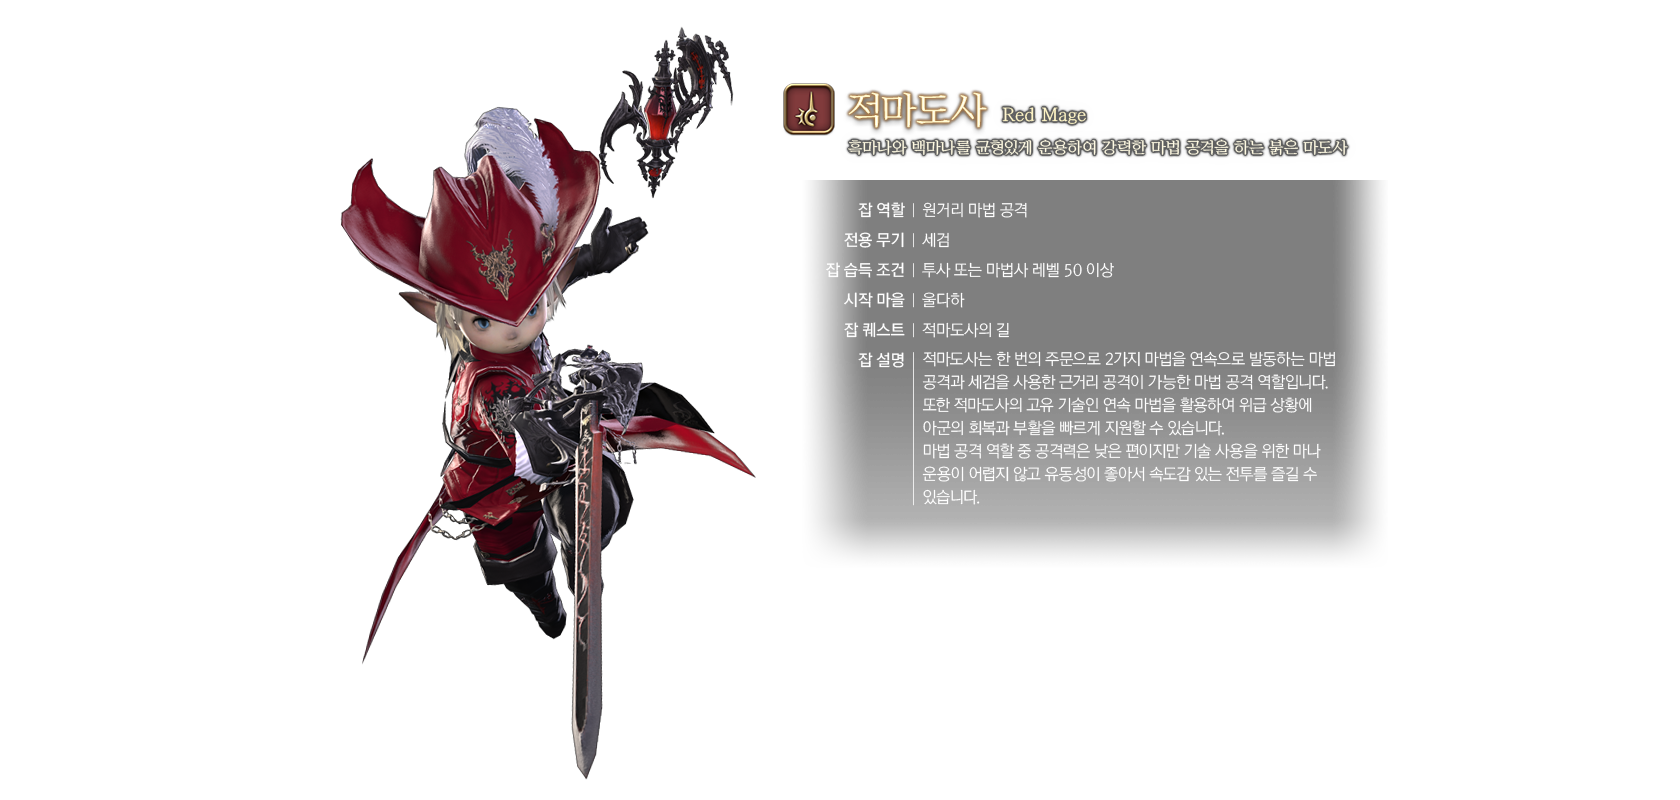 적마도사 Red Mage
흑마나와 백마나를 균형있게 운용하여 강력한 마법 공격을 하는 붉은 마도사
잡 역할 | 원거리 마법 공격
전용 무기 | 세검
잡 습득 조건 | 투사 또는 마법사 레벨 50 이상
시작 마을 | 울다하
잡 퀘스트 | 적마도사의 길
잡 설명 | 적마도사는 한 번의 주문으로 2가지 마법을 연속으로 발동하는 마법
공격과 세검을 사용한 근거리 공격이 가능한 마법 공격 역할입니다.
또한 적마도사의 고유 기술인 연속 마법을 활용하여 위급 상황에
아군의 회복과 부활을 빠르게 지원할 수 있습니다.
마법 공격 역할 중 공격력은 낮은 편이지만 기술 사용을 위한 마나
운용이 어렵지 않고 유동성이 좋아서 속도감 있는 전투를 즐길 수
있습니다.